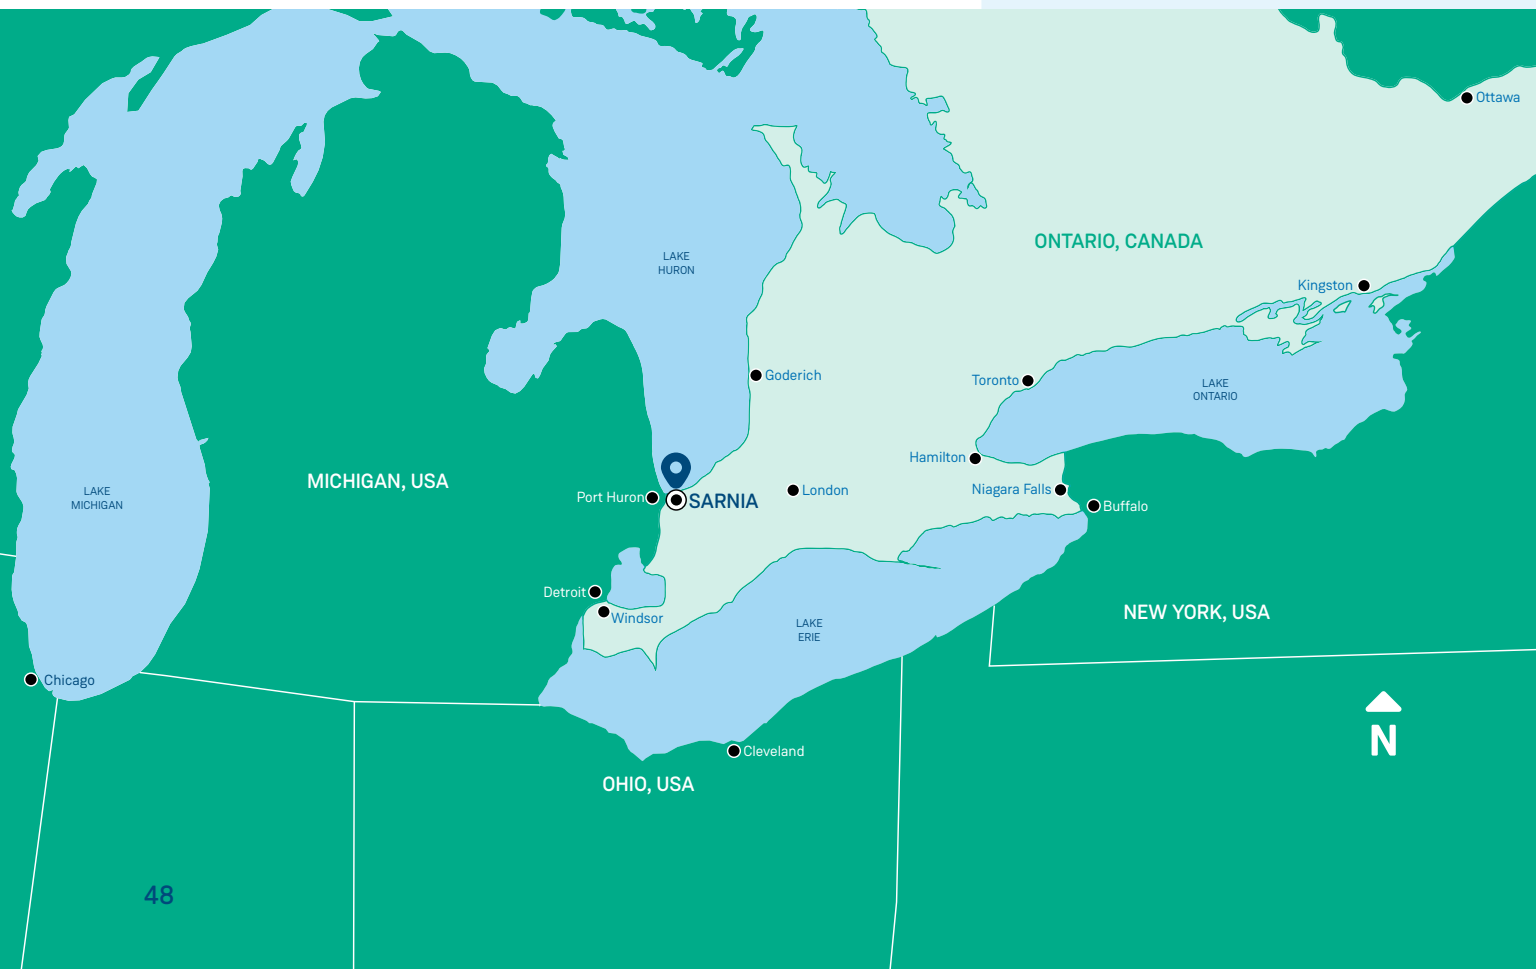 Ottawa
ONTARIO, CANADA
LAKE
HURON
Kingston
Goderich
Toronto
LAKE
ONTARIO
Hamilton
MICHIGAN, USA
LAKE
MICHIGAN
Port Huron
SARNIA
London
Niagara Falls
Buffalo
Detroit
Windsor
LAKE
ERIE
NEW YORK, USA
Chicago
N
Cleveland
OHIO, USA
48